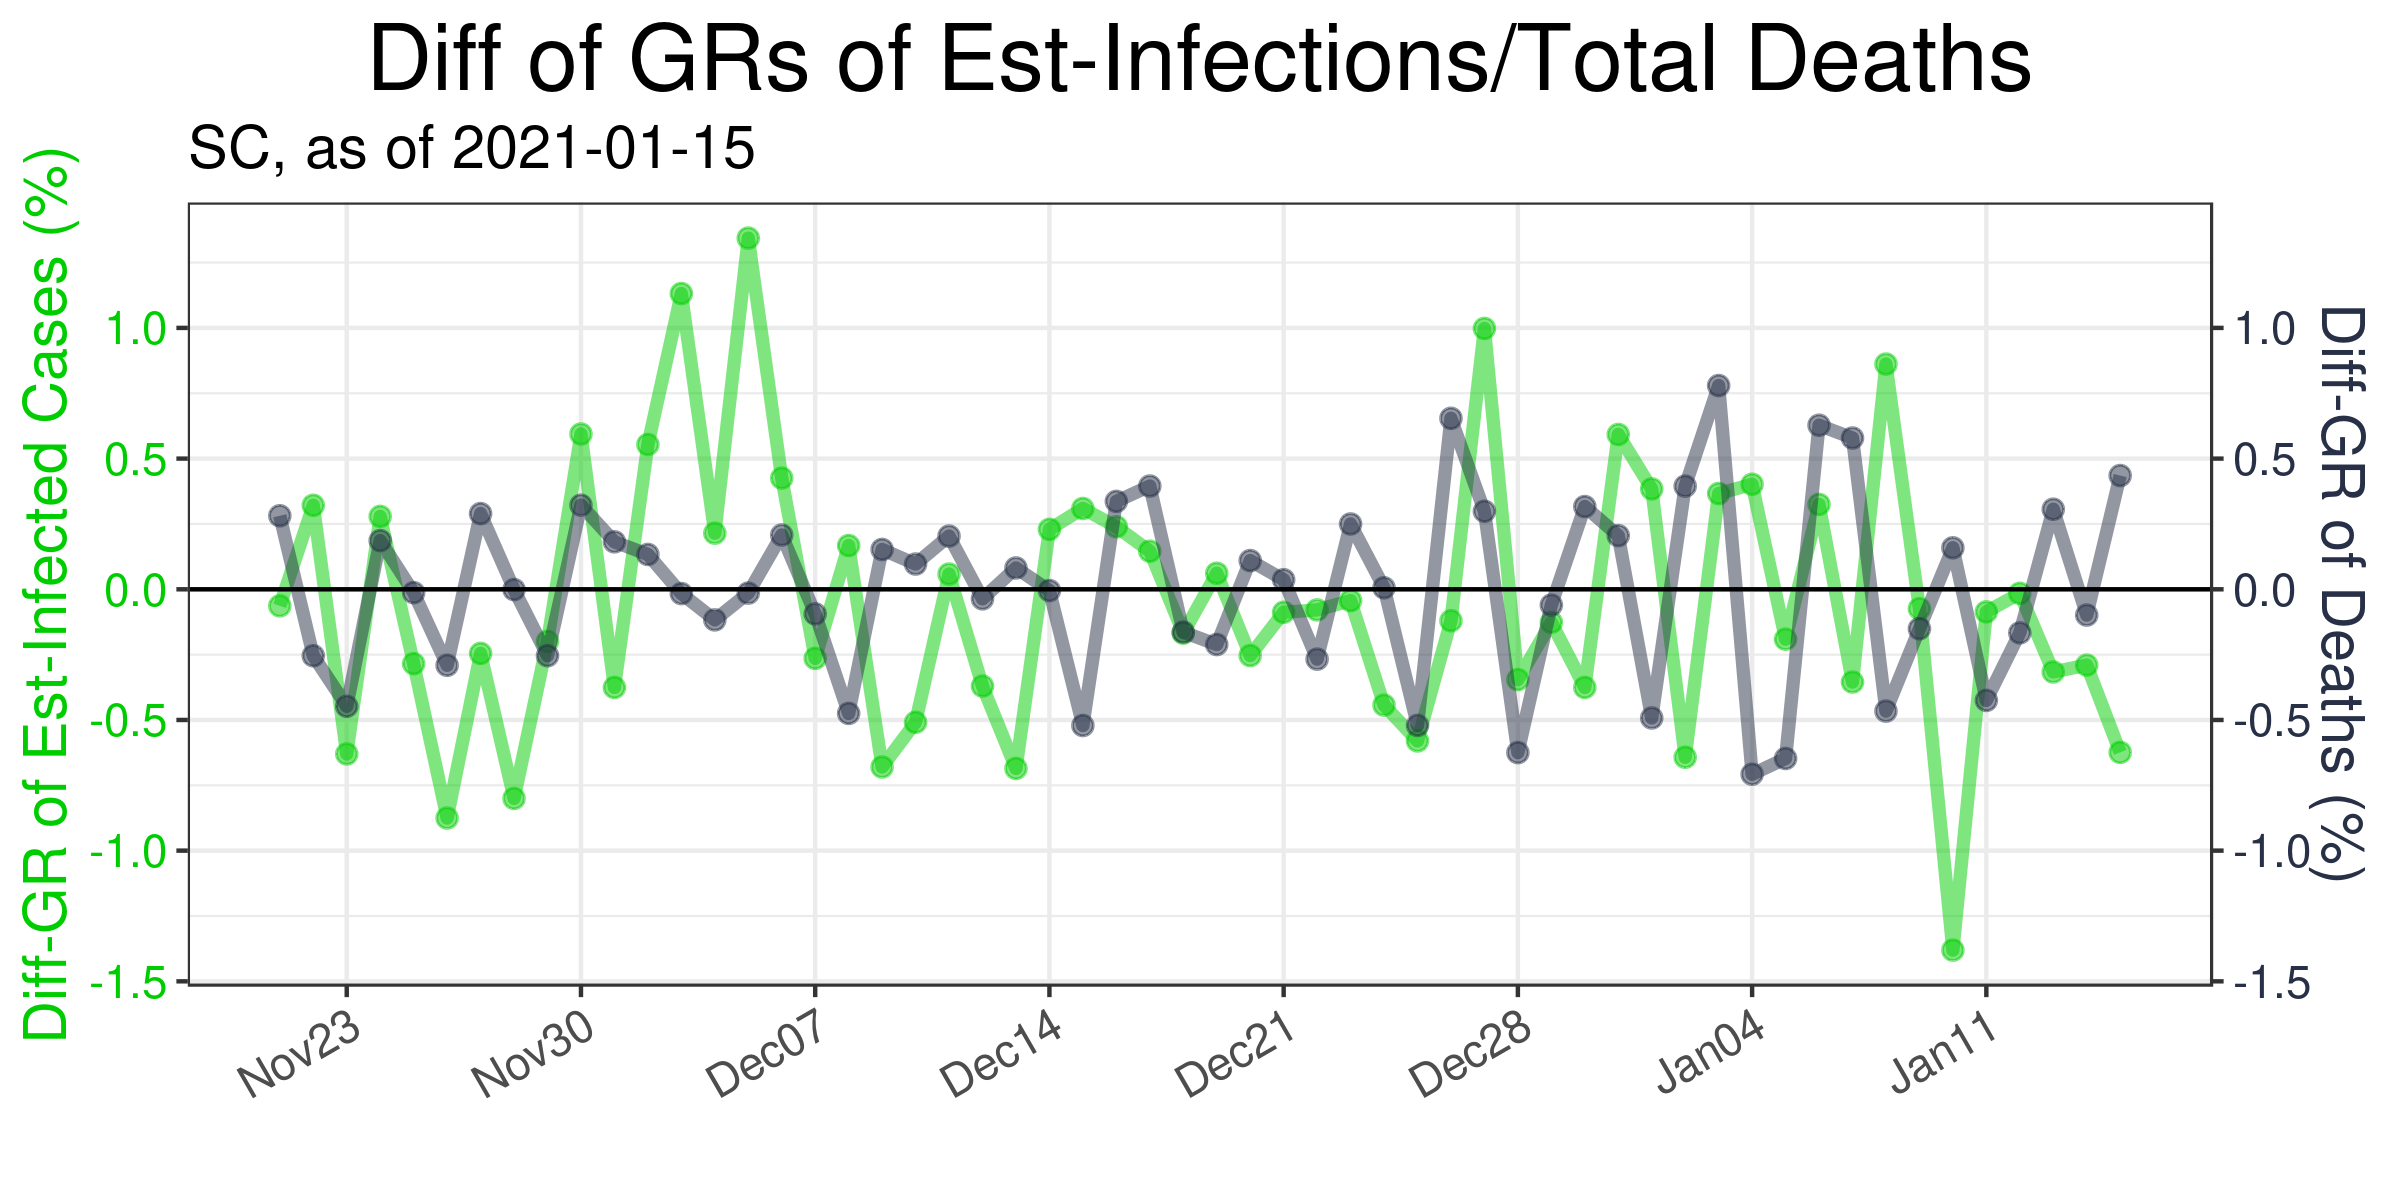 Diff of GRs of Est-Infections/Total Deaths
SC, as of 2021-01-15
Diff-GR of Est-Infected Cases (%)
1.0
0.5
0.0
-0.5
-1.0
-1.5
1.0
0.5
0.0
-0.5
-1.0
-1.5
Diff-GR of Deaths (%)
Nov23
Nov30
Dec07
Dec14
Dec21
Dec28
Jan04
Jan11